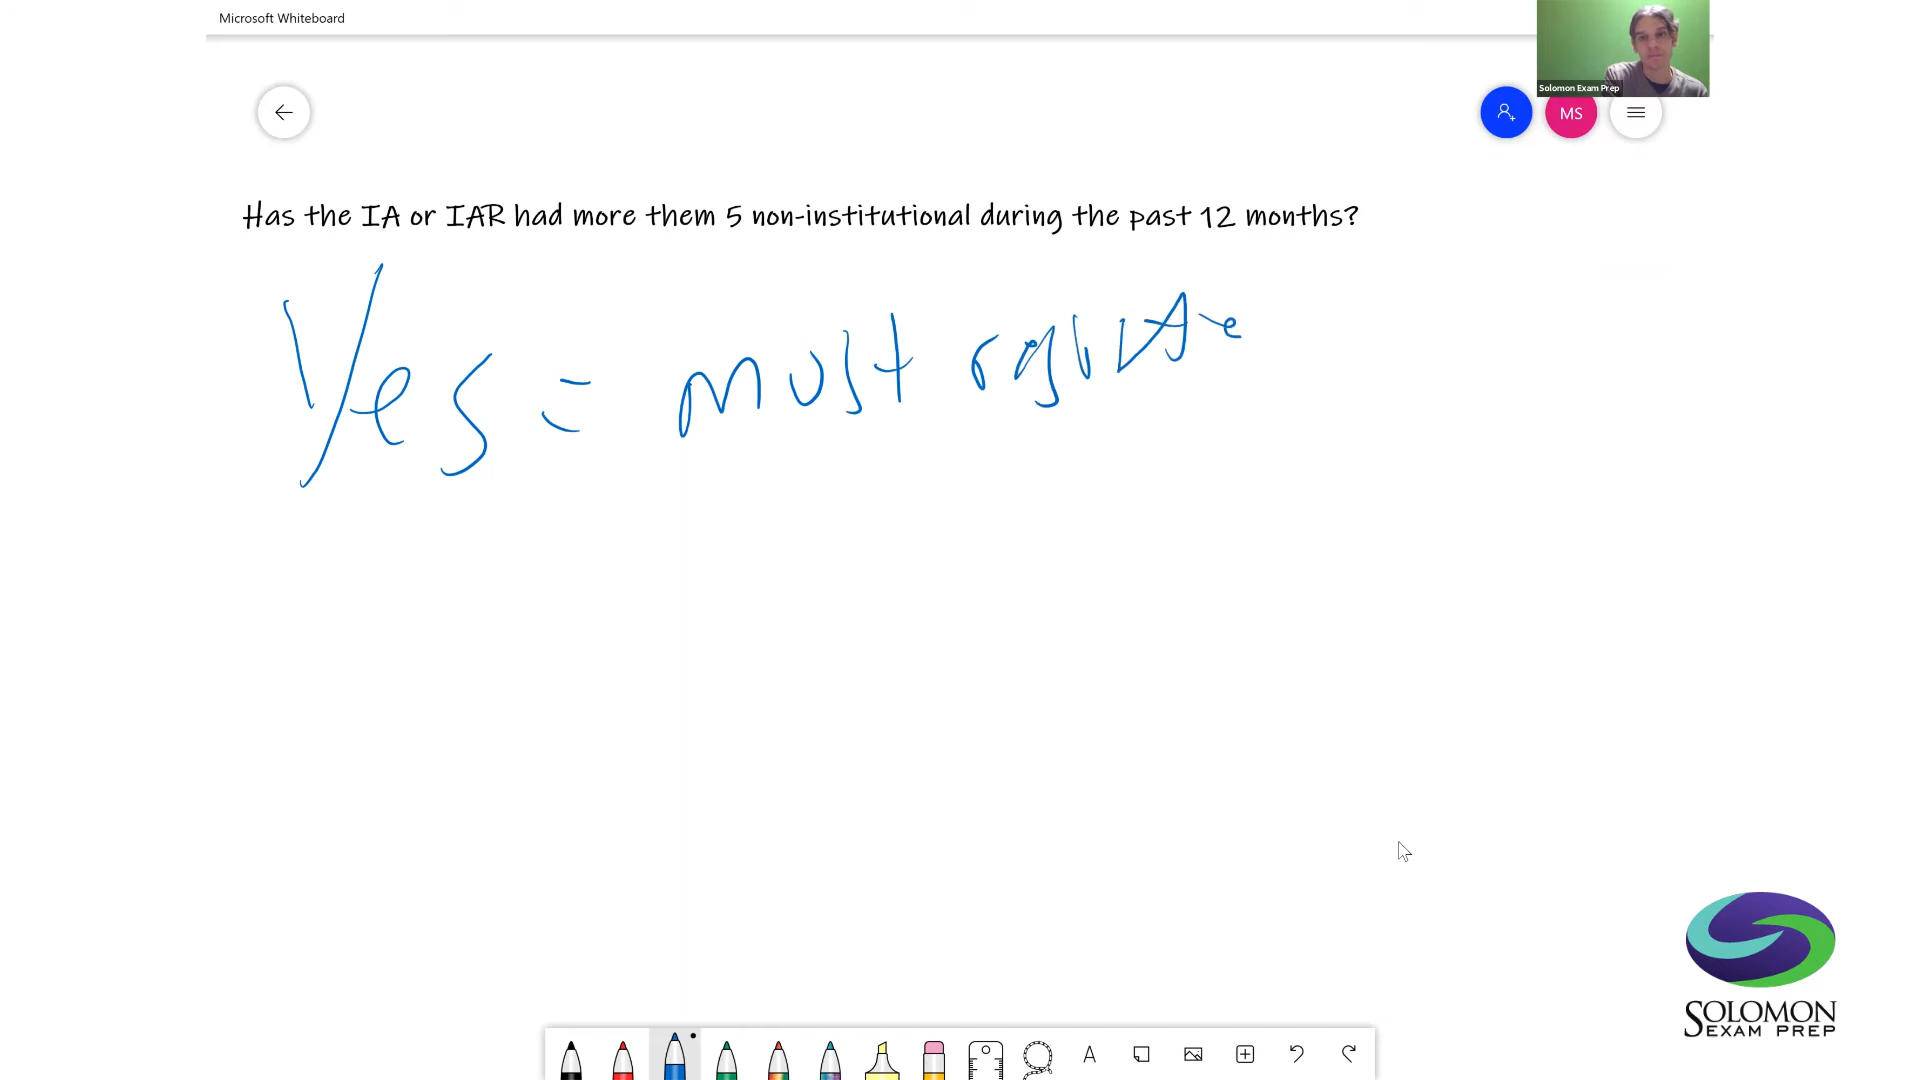 Microsoft Whiteboard
Solomon Exam Prep
MS
Has the IA or IAR had more them 5 non-institutional during the past 12 months?
Yes = must
A
SOLOMON
EXAM PREP